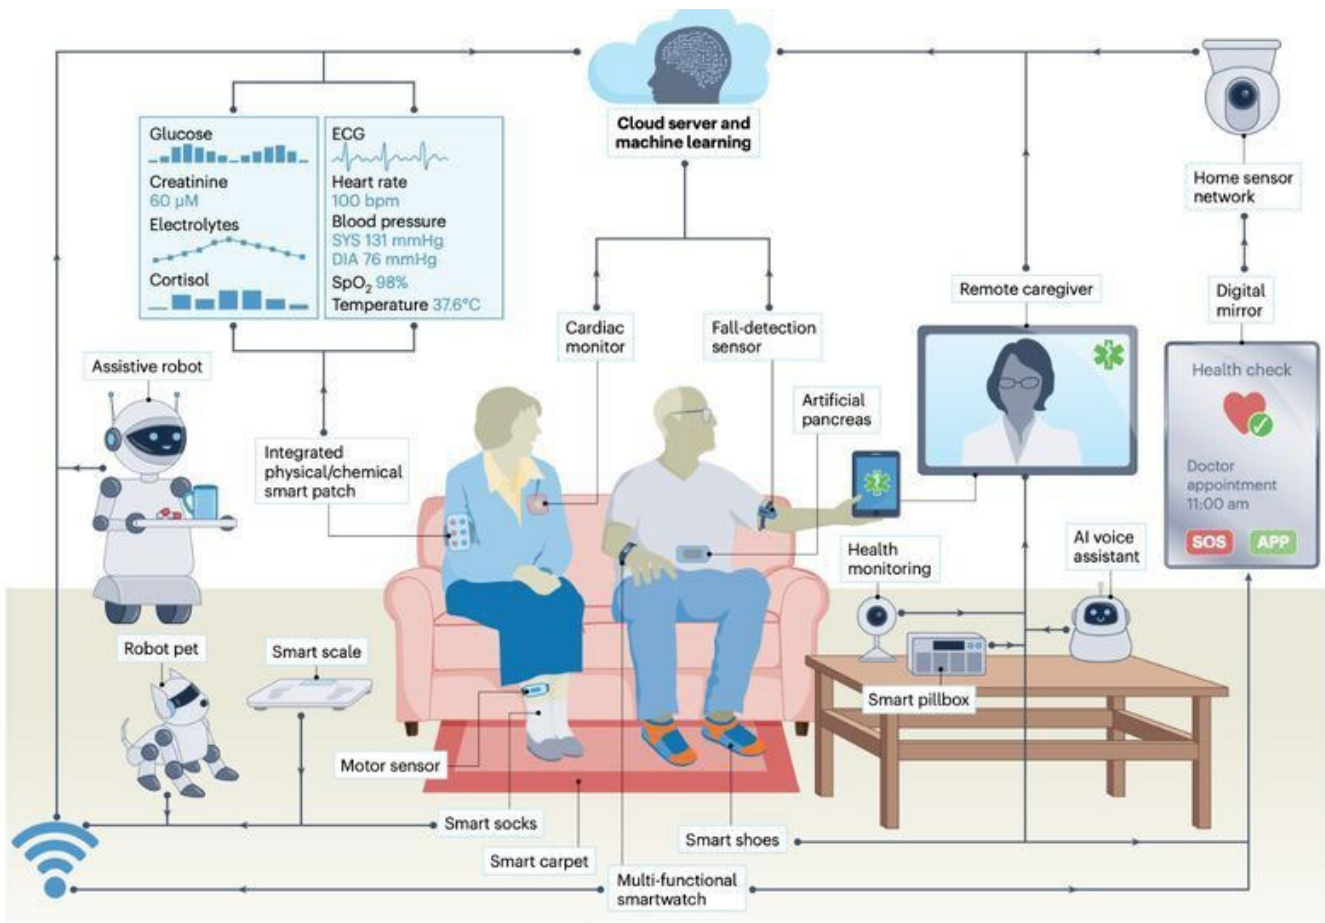 Cloud server and
machine learning
Glucose
Creatinine
60 µM
Electrolytes
Cortisol
ECG
Heart rate
100 bpm
Blood pressure
SYS 131 mmHg
DIA 76 mmHg
SpO₂ 98%
Temperature 37.6°C
Home sensor
network
Remote caregiver
Digital
mirror
Cardiac
monitor
Fall-detection
sensor
Assistive robot
Health check
Doctor
appointment
11:00 am
SOS
APP
Artificial
pancreas
Integrated
physical/chemical
smart patch
Health
monitoring
AI voice
assistant
Robot pet
Smart scale
Smart pillbox
Motor sensor
Smart socks
Smart shoes
Smart carpet
Multi-functional
smartwatch